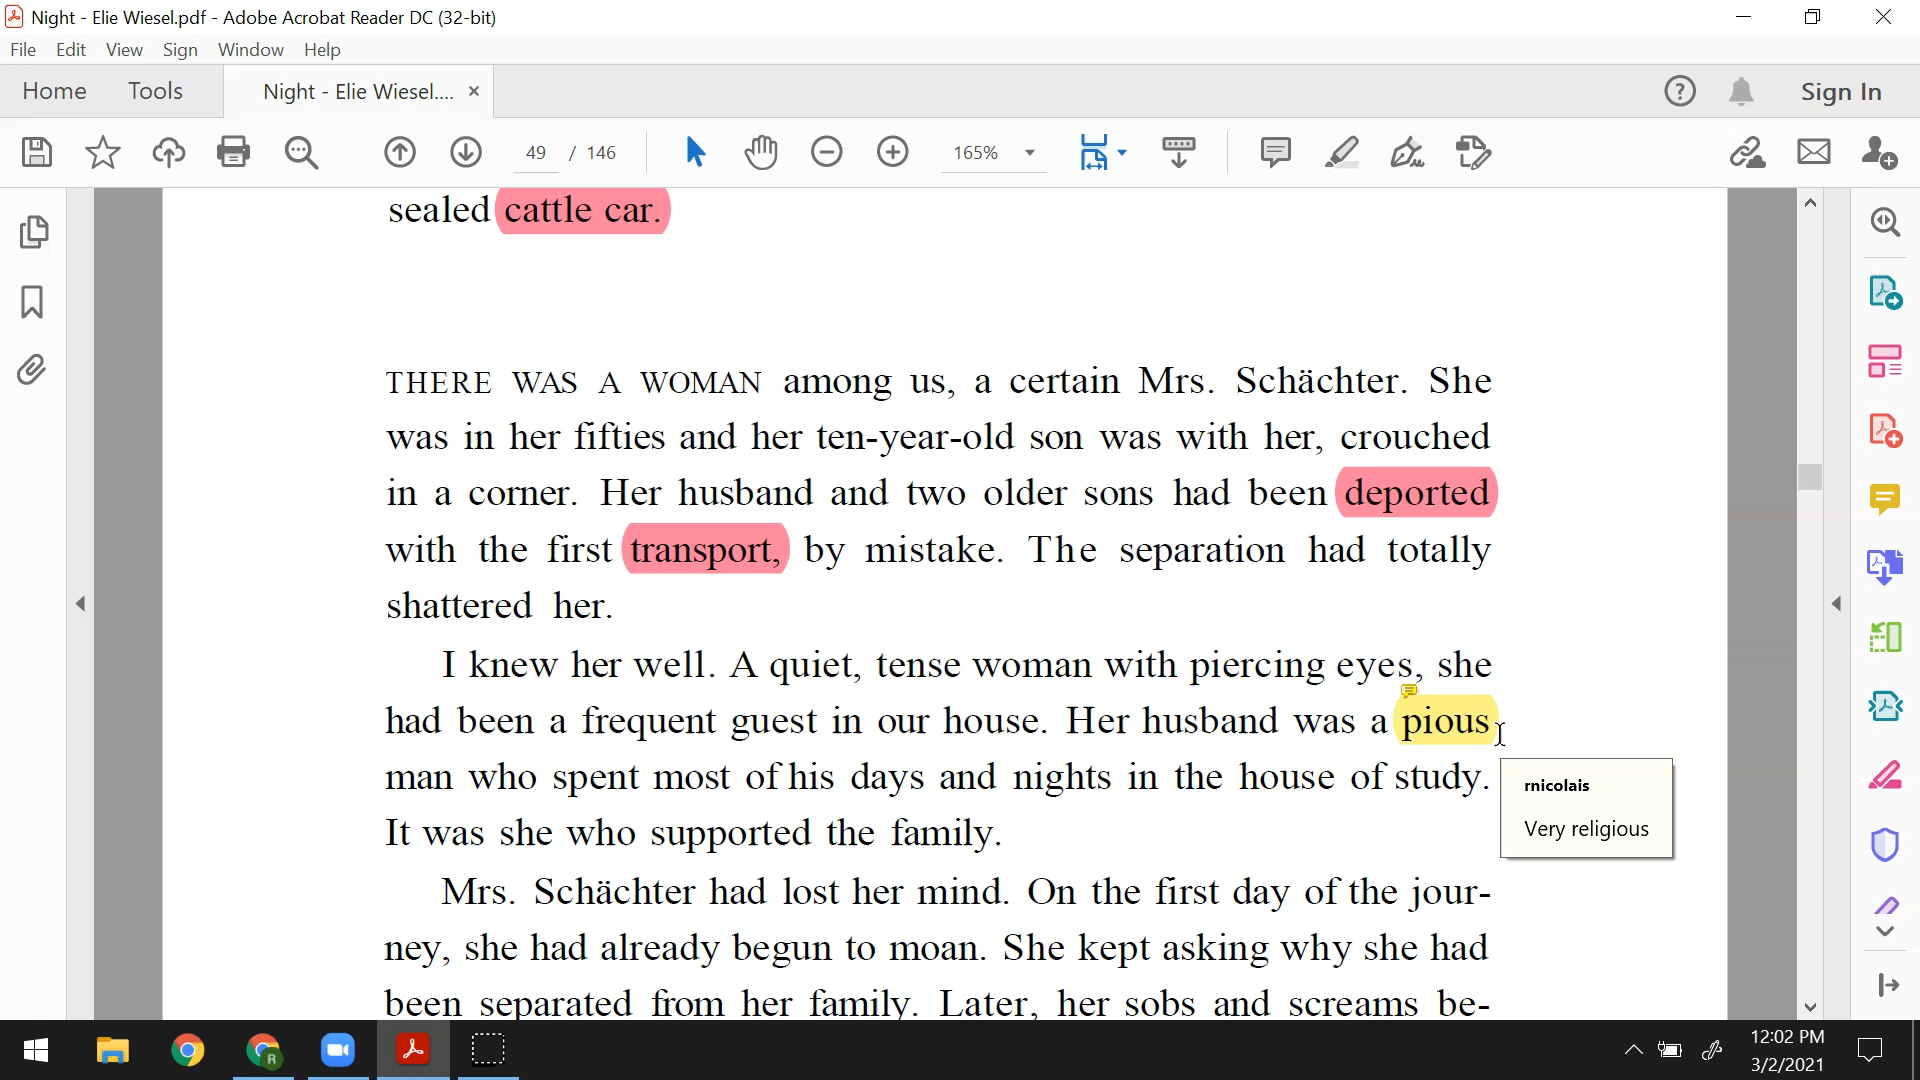 Night - Elie Wiesel.pdf - Adobe Acrobat Reader DC (32-bit)
File Edit View Sign Window Help
Home Tools Night - Elie Wiesel.... × Sign In
49 / 146 165%
sealed cattle car.
THERE WAS A WOMAN among us, a certain Mrs. Schächter. She
was in her fifties and her ten-year-old son was with her, crouched
in a corner. Her husband and two older sons had been deported
with the first transport, by mistake. The separation had totally
shattered her.
I knew her well. A quiet, tense woman with piercing eyes, she
had been a frequent guest in our house. Her husband was a pious
man who spent most of his days and nights in the house of study.
It was she who supported the family.
Mrs. Schächter had lost her mind. On the first day of the jour-
ney, she had already begun to moan. She kept asking why she had
been separated from her family. Later, her sobs and screams be-
rnicolais
Very religious
R
12:02 PM
3/2/2021